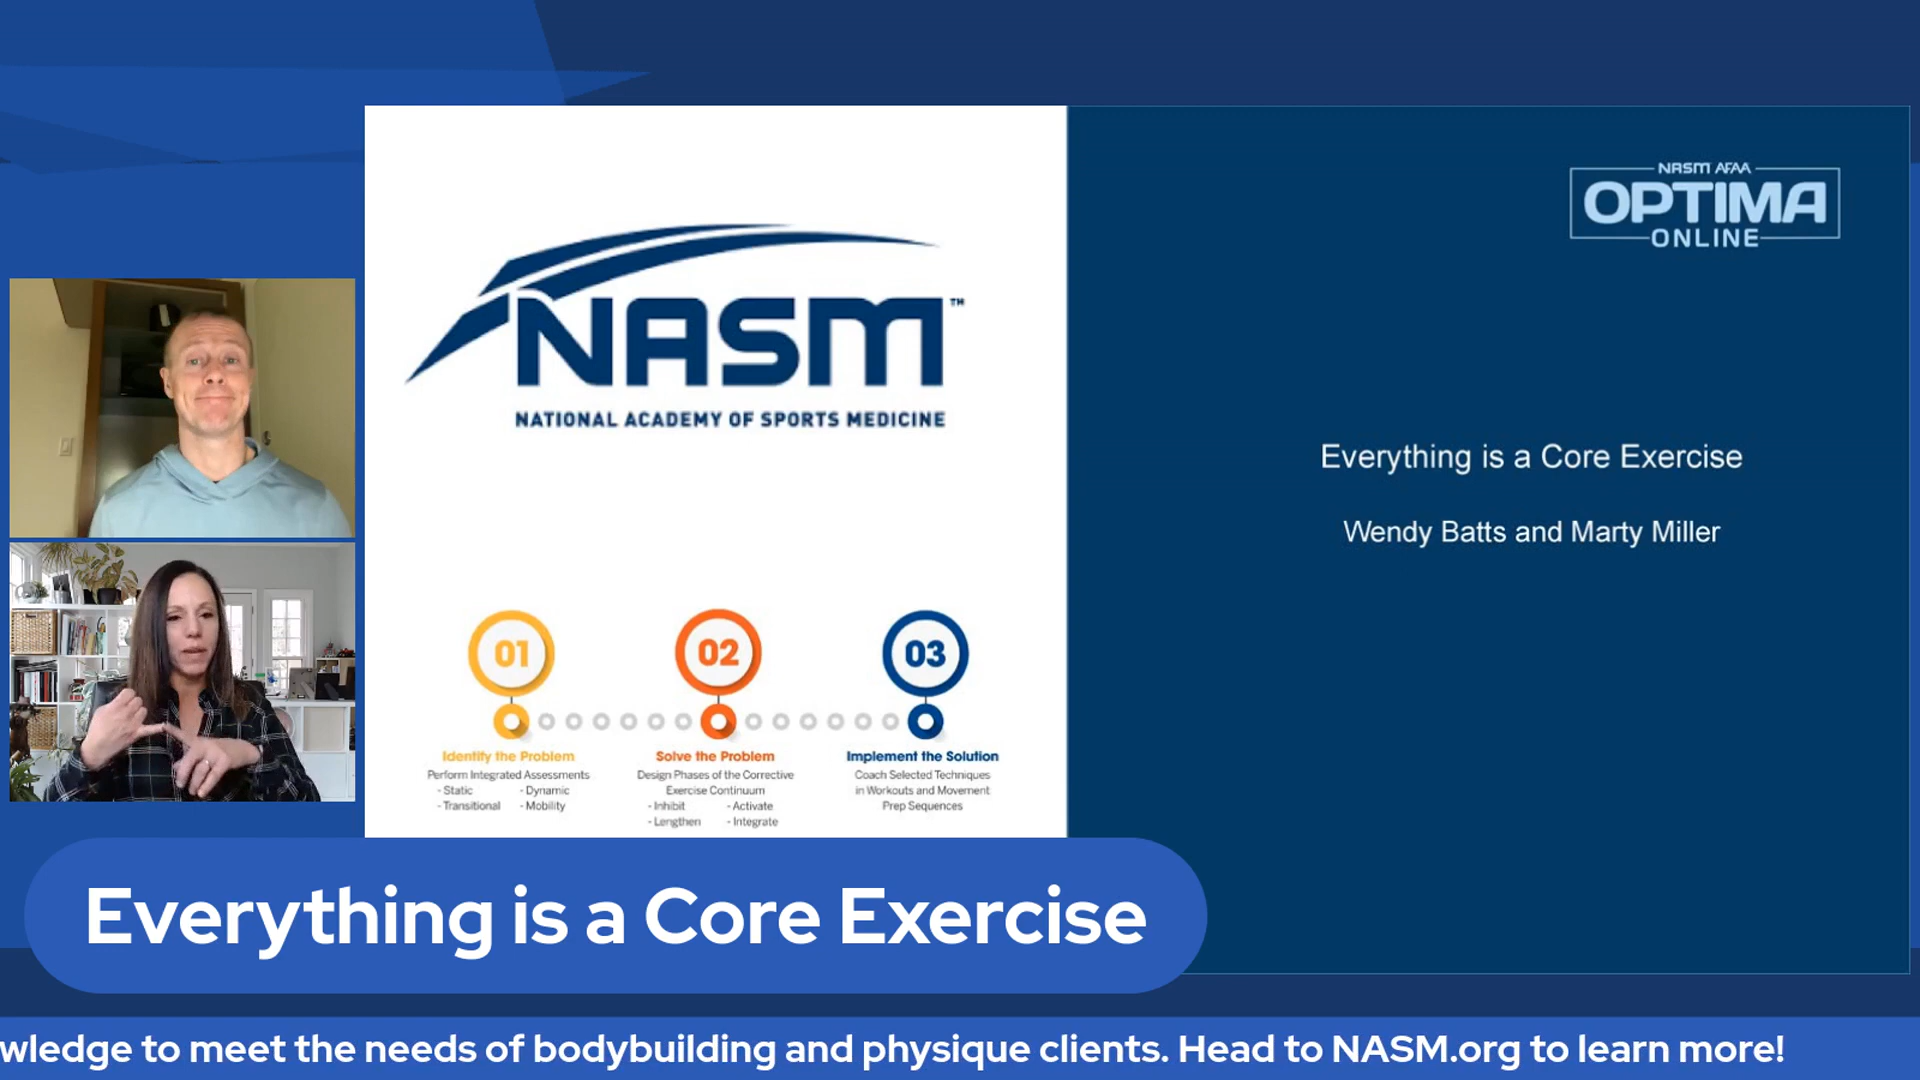 NASM™
NATIONAL ACADEMY OF SPORTS MEDICINE
01
02
03
Identify the Problem
Perform Integrated Assessments
- Static - Dynamic
- Transitional - Mobility
Solve the Problem
Design Phases of the Corrective
Exercise Continuum
- Inhibit - Activate
- Lengthen - Integrate
Implement the Solution
Coach Selected Techniques
in Workouts and Movement
Prep Sequences
NASM AFAA
OPTIMA
ONLINE
Everything is a Core Exercise
Wendy Batts and Marty Miller
Everything is a Core Exercise
wledge to meet the needs of bodybuilding and physique clients. Head to NASM.org to learn more!